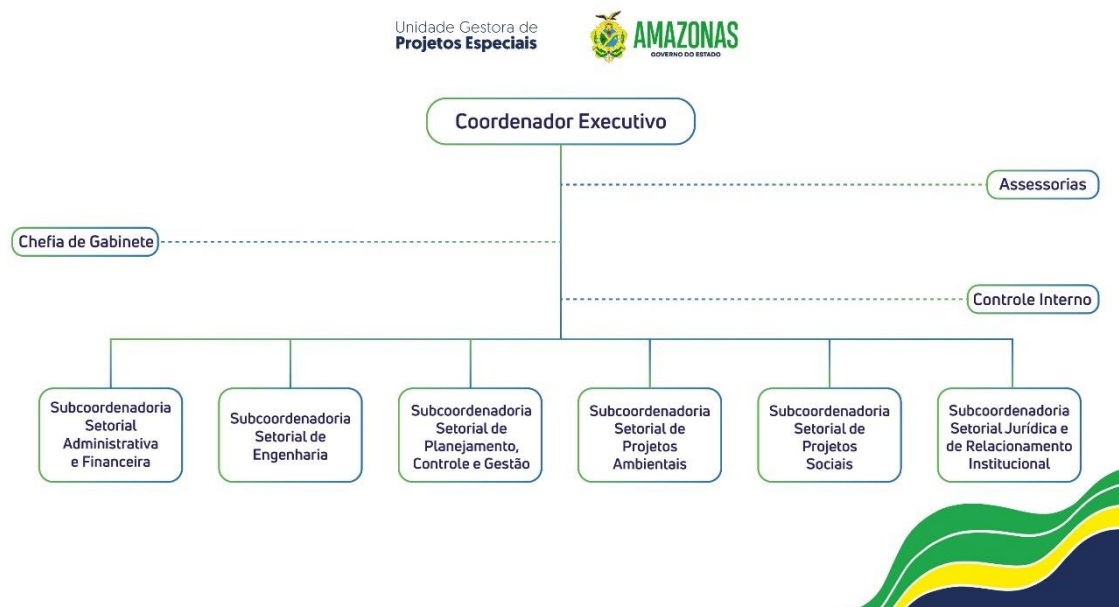 Unidade Gestora de
Projetos Especiais
AMAZONAS
GOVERNO DO ESTADO
Coordenador Executivo
Assessorias
Chefia de Gabinete
Controle Interno
Subcoordenadoria
Setorial
Administrativa
e Financeira
Subcoordenadoria
Setorial de
Engenharia
Subcoordenadoria
Setorial de
Planejamento,
Controle e Gestão
Subcoordenadoria
Setorial de
Projetos
Ambientais
Subcoordenadoria
Setorial de
Projetos
Sociais
Subcoordenadoria
Setorial Jurídica e
de Relacionamento
Institucional